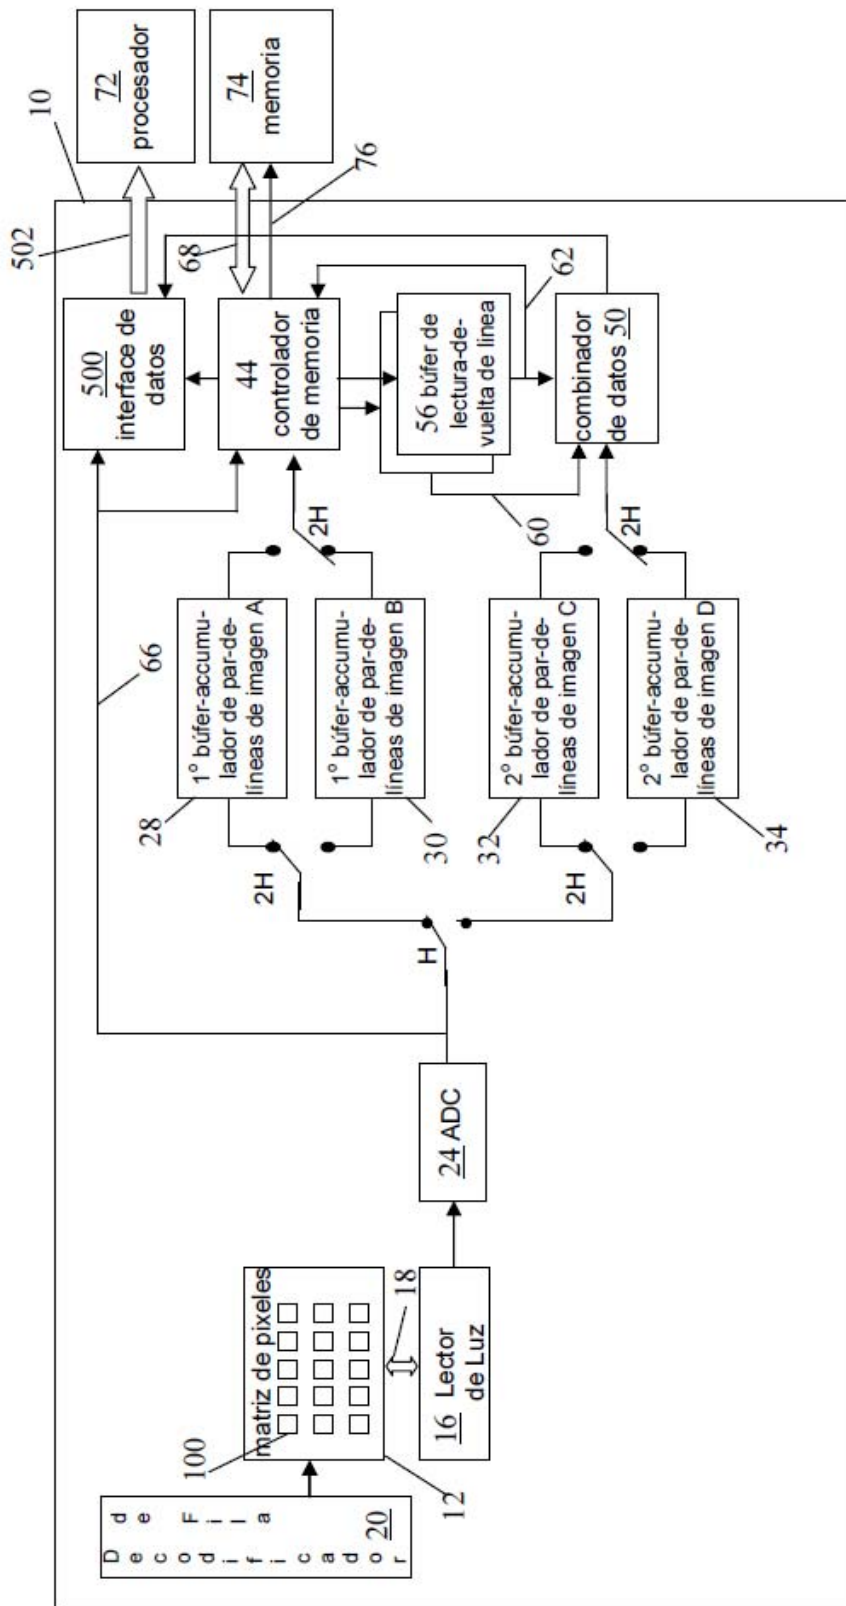 Decodificador
de
Fila
20
12
100
matriz de pixeles
18
16 Lector
de Luz
24 ADC
66
H
2H
2H
28
1° búfer-accumu-
lador de par-de-
líneas de imagen A
30
1° búfer-accumu-
lador de par-de-
líneas de imagen B
32
2° búfer-accumu-
lador de par-de-
líneas de imagen C
34
2° búfer-accumu-
lador de par-de-
líneas de imagen D
2H
2H
500
interface de
datos
44
controlador
de memoria
56 búfer de
lectura-de-
vuelta de linea
60
62
combinador
de datos 50
502
68
76
10
72
procesador
74
memoria